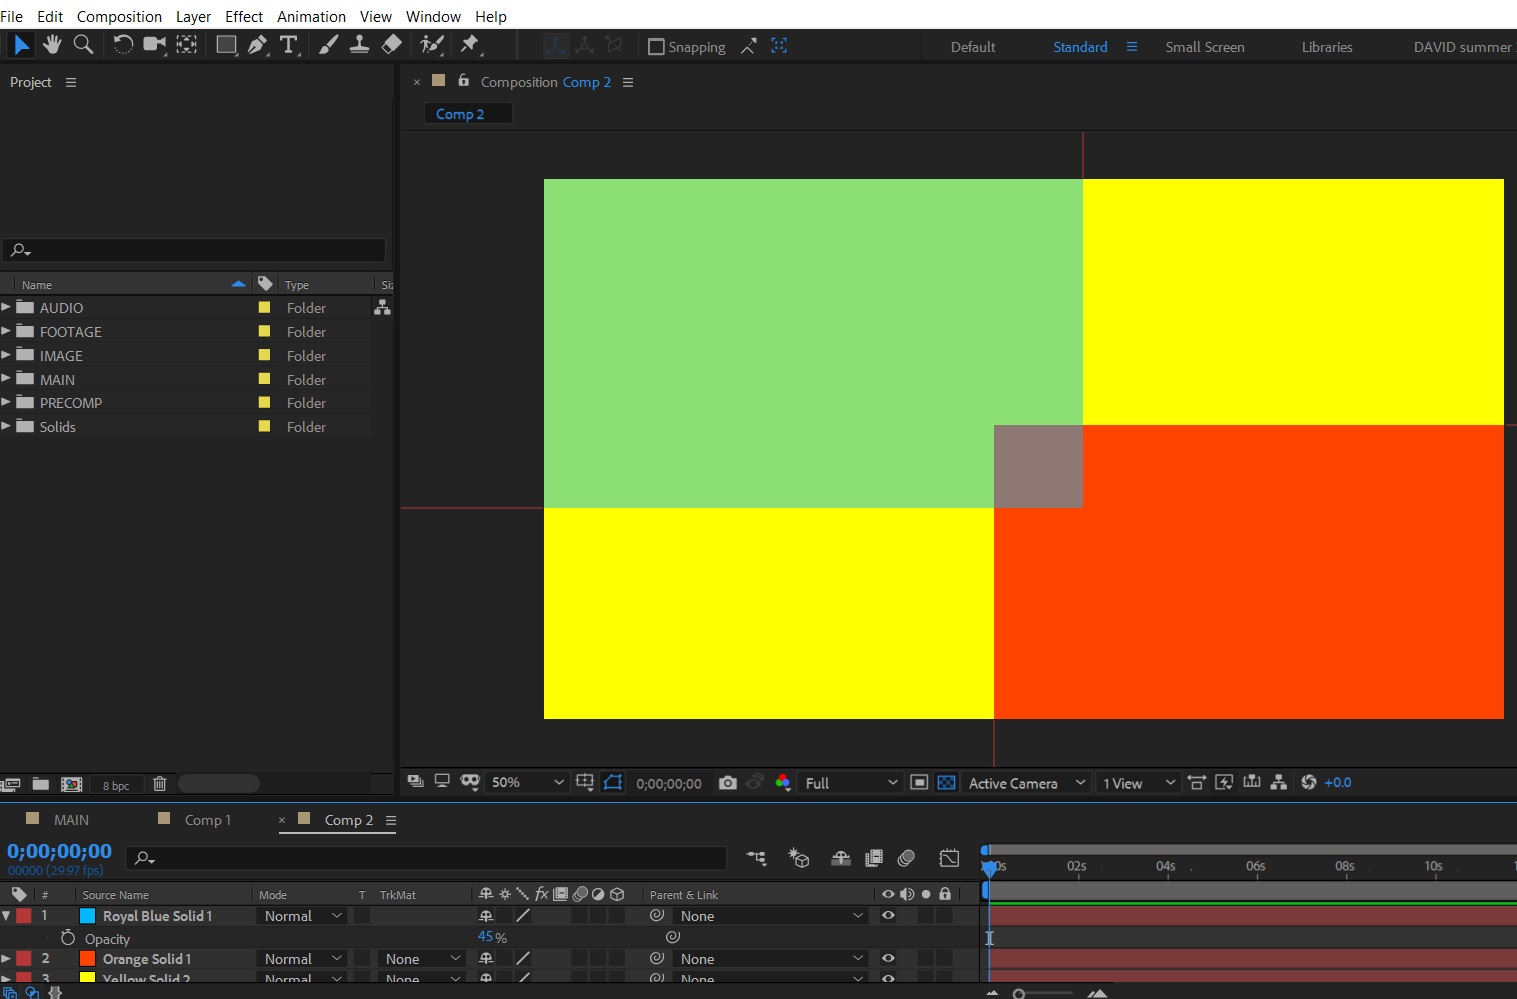 File Edit Composition Layer Effect Animation View Window Help
Snapping Default Standard Small Screen Libraries DAVID summer
Project
Composition Comp 2
Comp 2
Name Type Siz
AUDIO Folder
FOOTAGE Folder
IMAGE Folder
MAIN Folder
PRECOMP Folder
Solids Folder
8 bpc
50% 0;00;00;00 Full Active Camera 1 View +0.0
MAIN Comp 1 Comp 2
0;00;00;00
00000 (29.97 fps)
02s 04s 06s 08s 10s
# Source Name Mode T TrkMat fx Parent & Link
1 Royal Blue Solid 1 Normal None
Opacity 45 %
2 Orange Solid 1 Normal None None
3 Yellow Solid 2 Normal None None